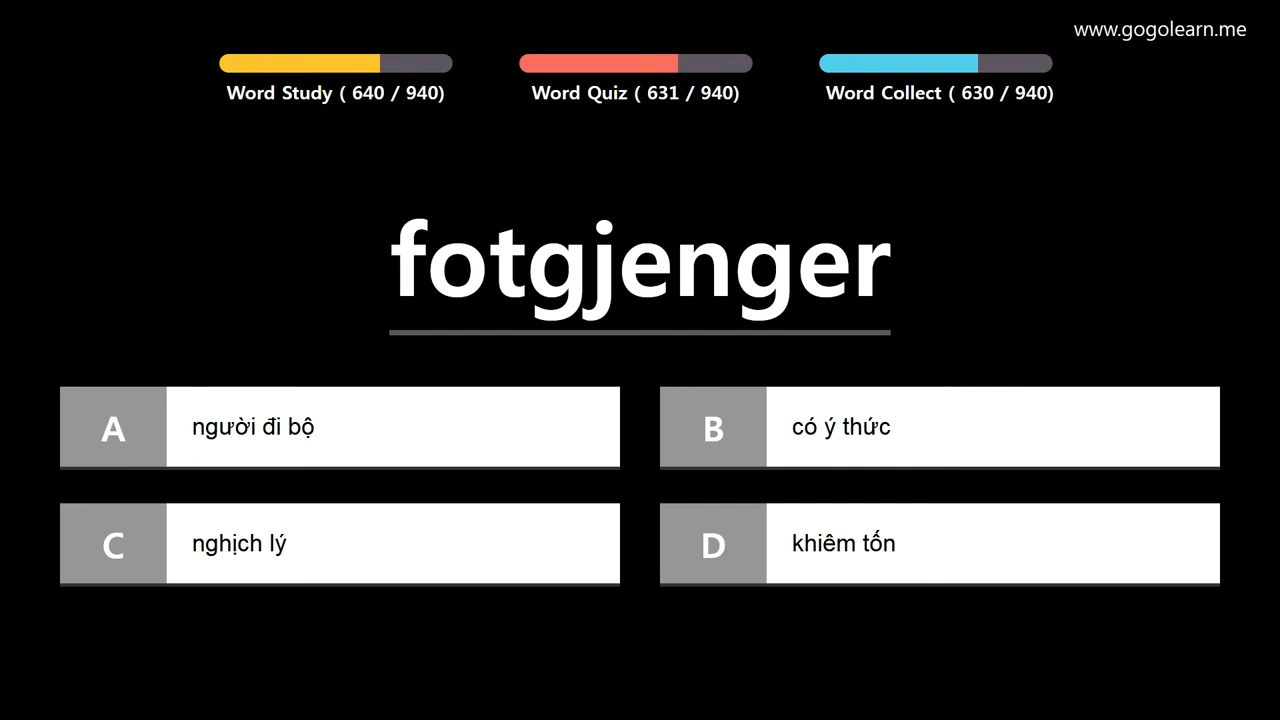 www.gogolearn.me
Word Study ( 640 / 940)
Word Quiz ( 631 / 940)
Word Collect ( 630 / 940)
fotgjenger
A người đi bộ
B có ý thức
C nghịch lý
D khiêm tốn